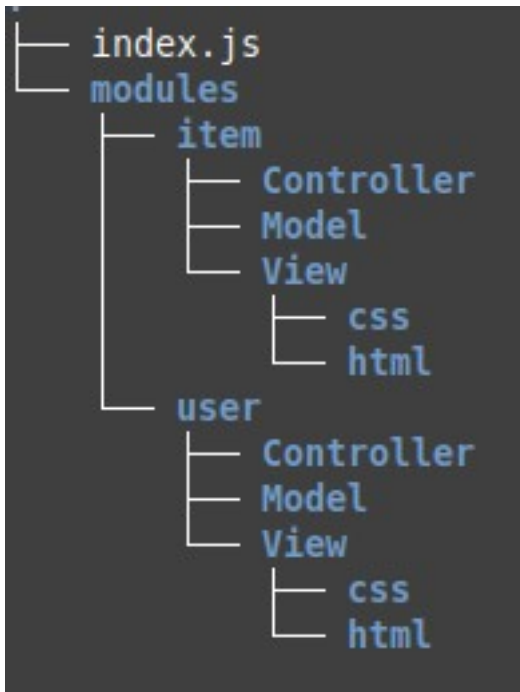 index.js
modules
item
Controller
Model
View
css
html
user
Controller
Model
View
css
html